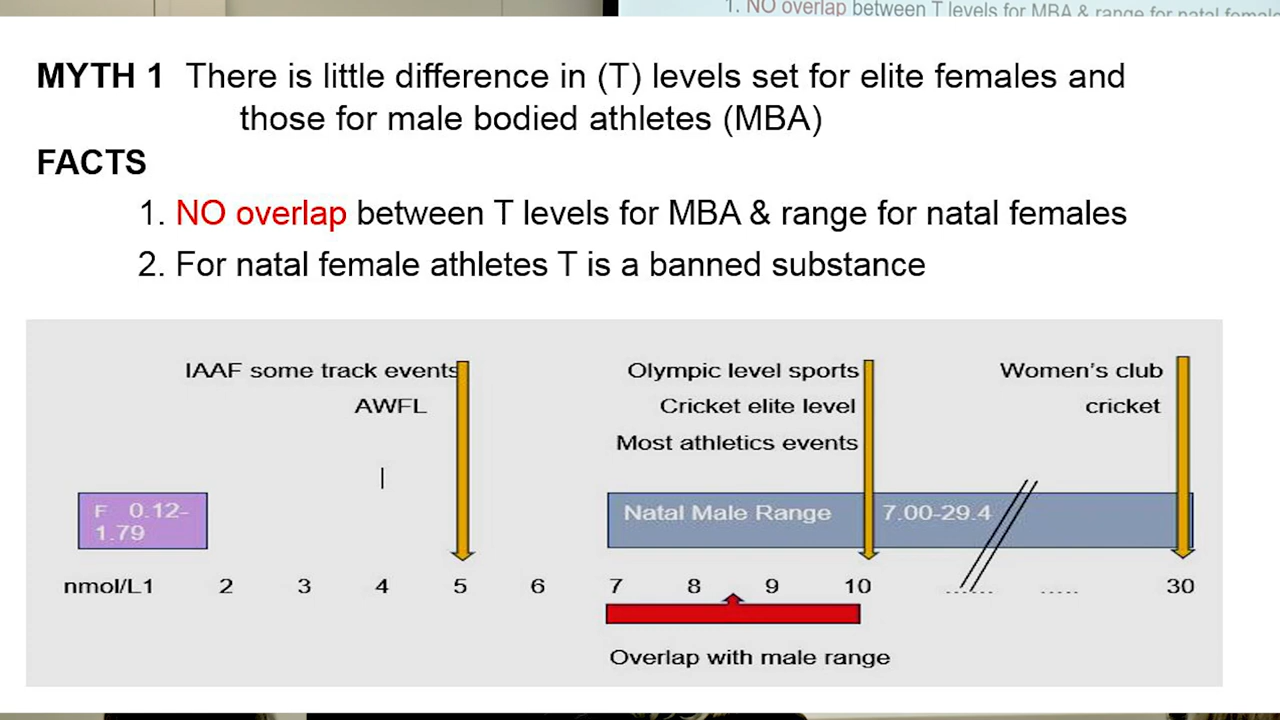 1. NO overlap between T levels for MBA & range for natal female
MYTH 1 There is little difference in (T) levels set for elite females and
those for male bodied athletes (MBA)
FACTS
1. NO overlap between T levels for MBA & range for natal females
2. For natal female athletes T is a banned substance
IAAF some track events
AWFL
Olympic level sports
Cricket elite level
Most athletics events
Women's club
cricket
F 0.12-
1.79
Natal Male Range 7.00-29.4
nmol/L1 2 3 4 5 6 7 8 9 10 ...... ..... 30
Overlap with male range